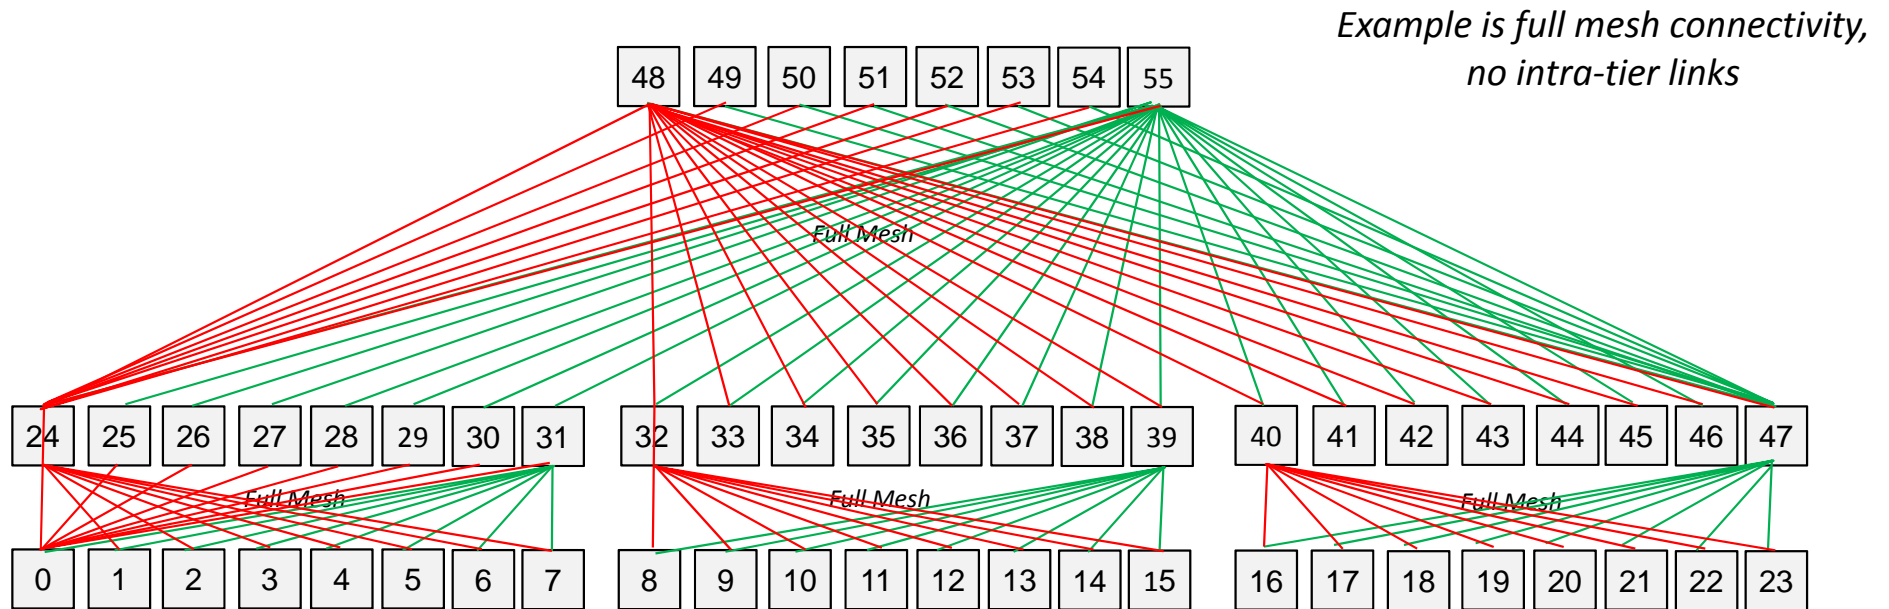 Example is full mesh connectivity,
no intra-tier links
48 49 50 51 52 53 54 55
Full Mesh
24 25 26 27 28 29 30 31 32 33 34 35 36 37 38 39 40 41 42 43 44 45 46 47
Full Mesh Full Mesh Full Mesh
0 1 2 3 4 5 6 7 8 9 10 11 12 13 14 15 16 17 18 19 20 21 22 23